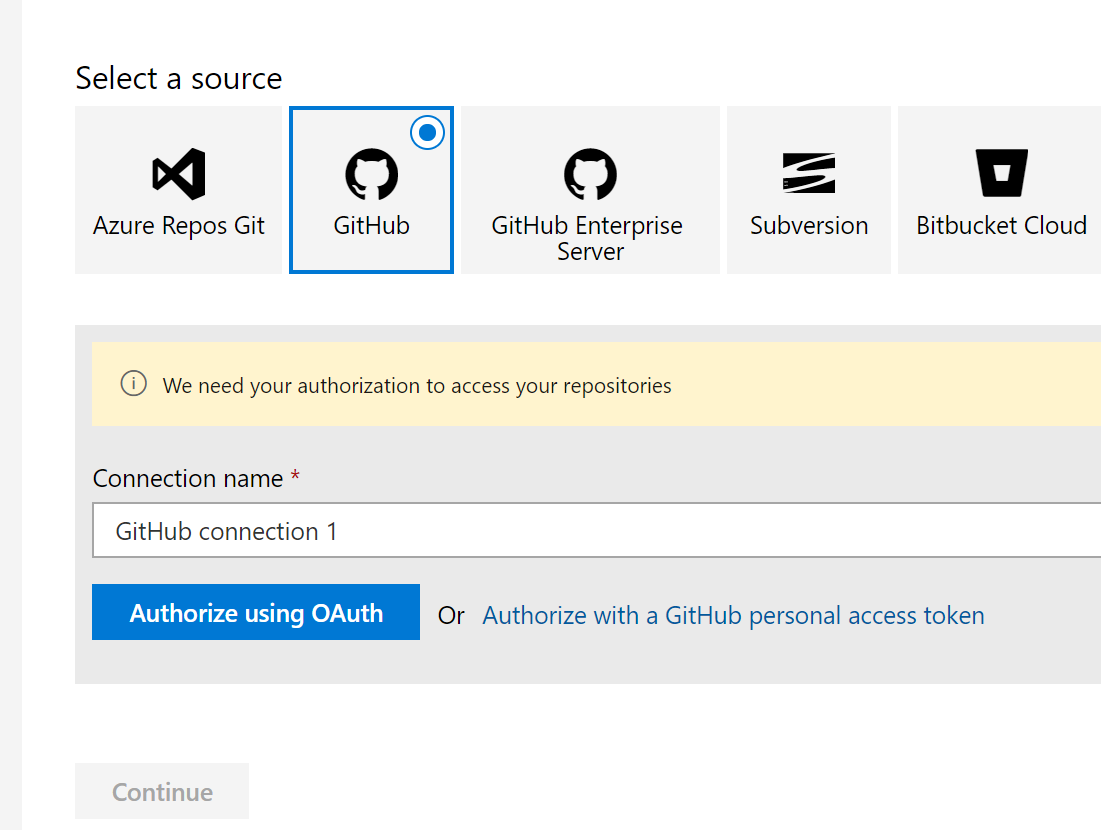 Select a source
Azure Repos Git
GitHub
GitHub Enterprise
Server
Subversion
Bitbucket Cloud
We need your authorization to access your repositories
Connection name *
GitHub connection 1
Authorize using OAuth Or Authorize with a GitHub personal access token
Continue